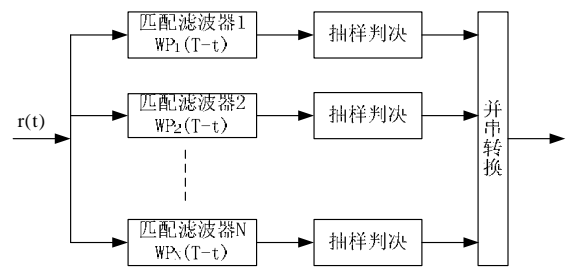 匹配滤波器1
WP₁(T-t)
抽样判决
r(t)
匹配滤波器2
WP₂(T-t)
抽样判决
并串转换
匹配滤波器N
WP_N(T-t)
抽样判决